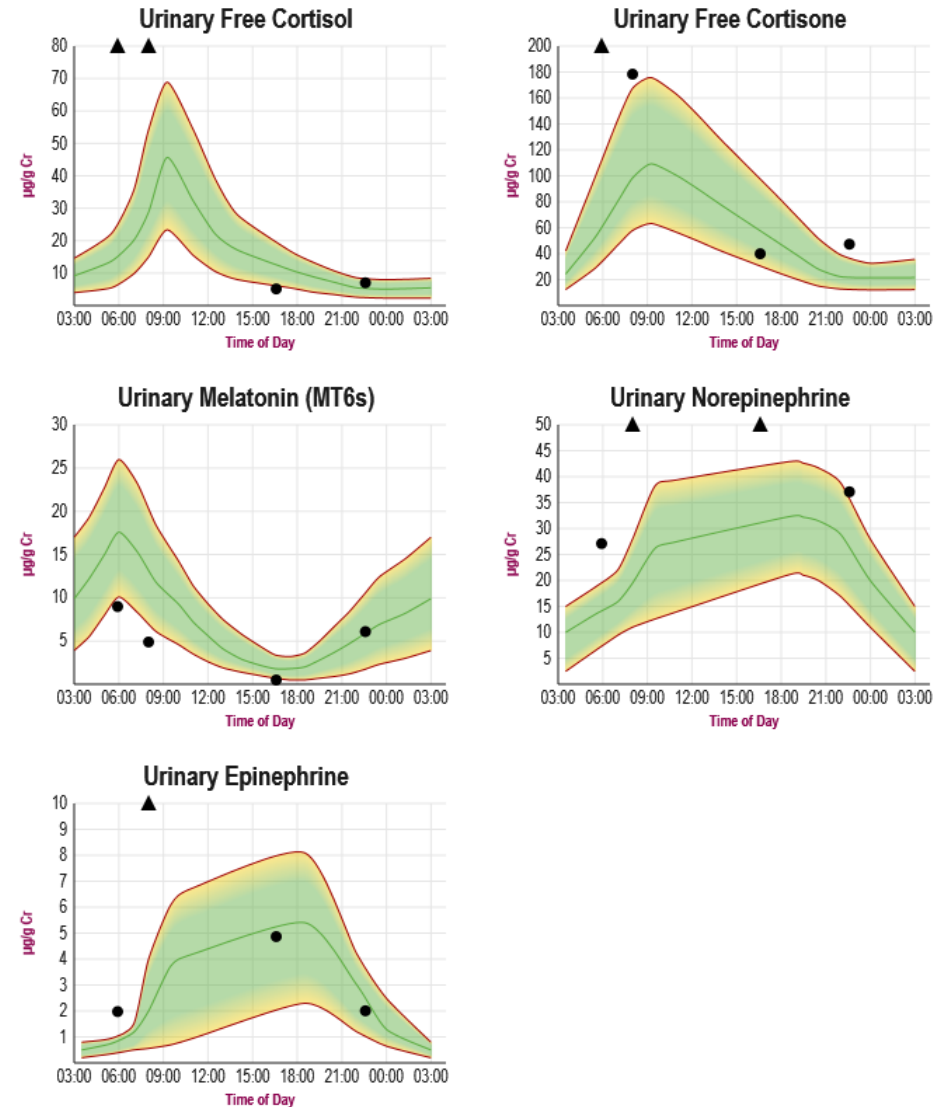 Urinary Free Cortisol
80
70
60
50
40
30
20
10
µg/g Cr
03:00 06:00 09:00 12:00 15:00 18:00 21:00 00:00 03:00
Time of Day
Urinary Free Cortisone
200
180
160
140
120
100
80
60
40
20
µg/g Cr
03:00 06:00 09:00 12:00 15:00 18:00 21:00 00:00 03:00
Time of Day
Urinary Melatonin (MT6s)
30
25
20
15
10
5
µg/g Cr
03:00 06:00 09:00 12:00 15:00 18:00 21:00 00:00 03:00
Time of Day
Urinary Norepinephrine
50
45
40
35
30
25
20
15
10
5
µg/g Cr
03:00 06:00 09:00 12:00 15:00 18:00 21:00 00:00 03:00
Time of Day
Urinary Epinephrine
10
9
8
7
6
5
4
3
2
1
µg/g Cr
03:00 06:00 09:00 12:00 15:00 18:00 21:00 00:00 03:00
Time of Day